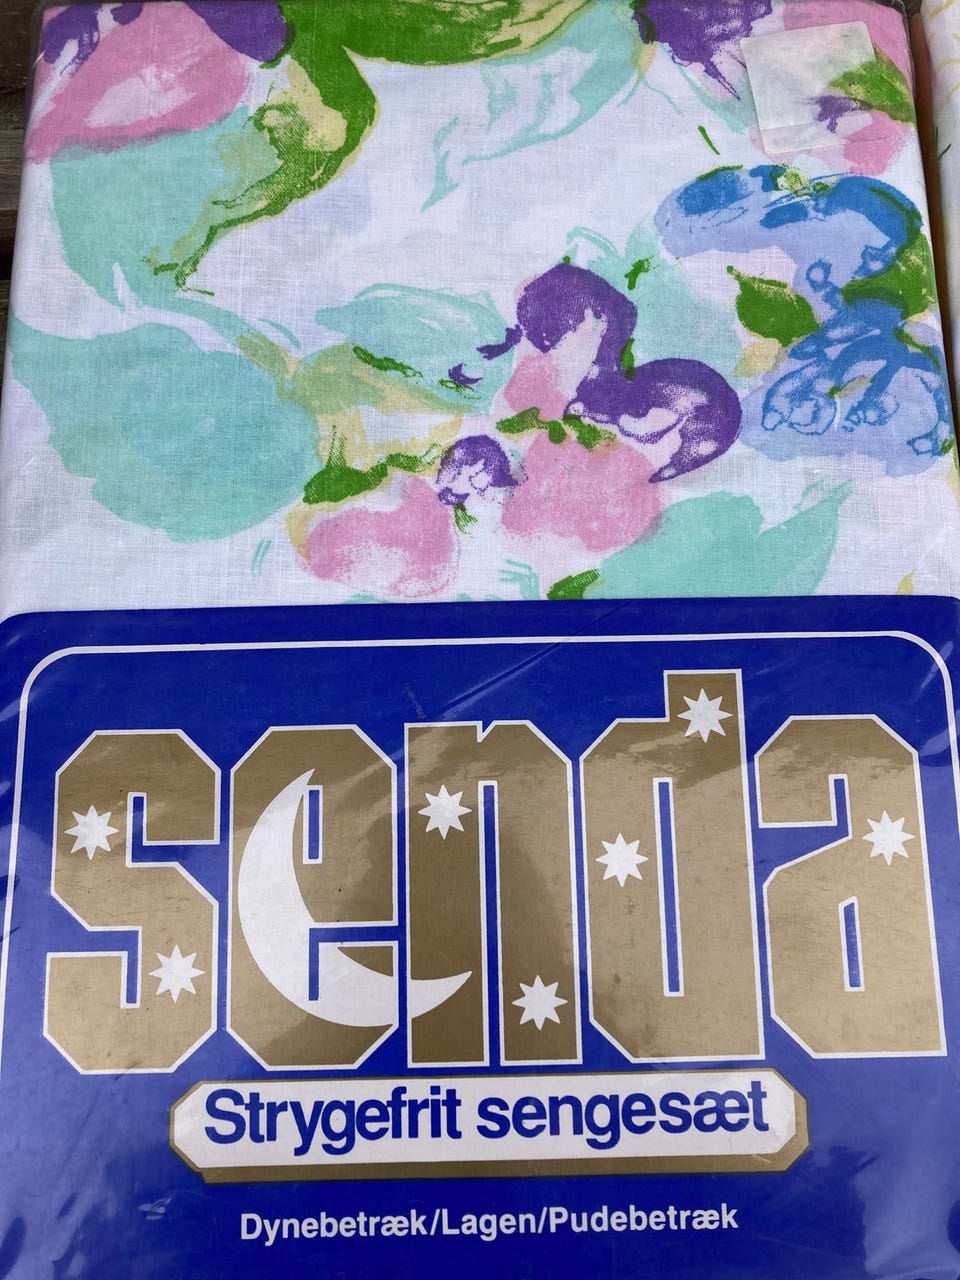 senda
Strygefrit sengesæt
Dynebetræk/Lagen/Pudebetræk